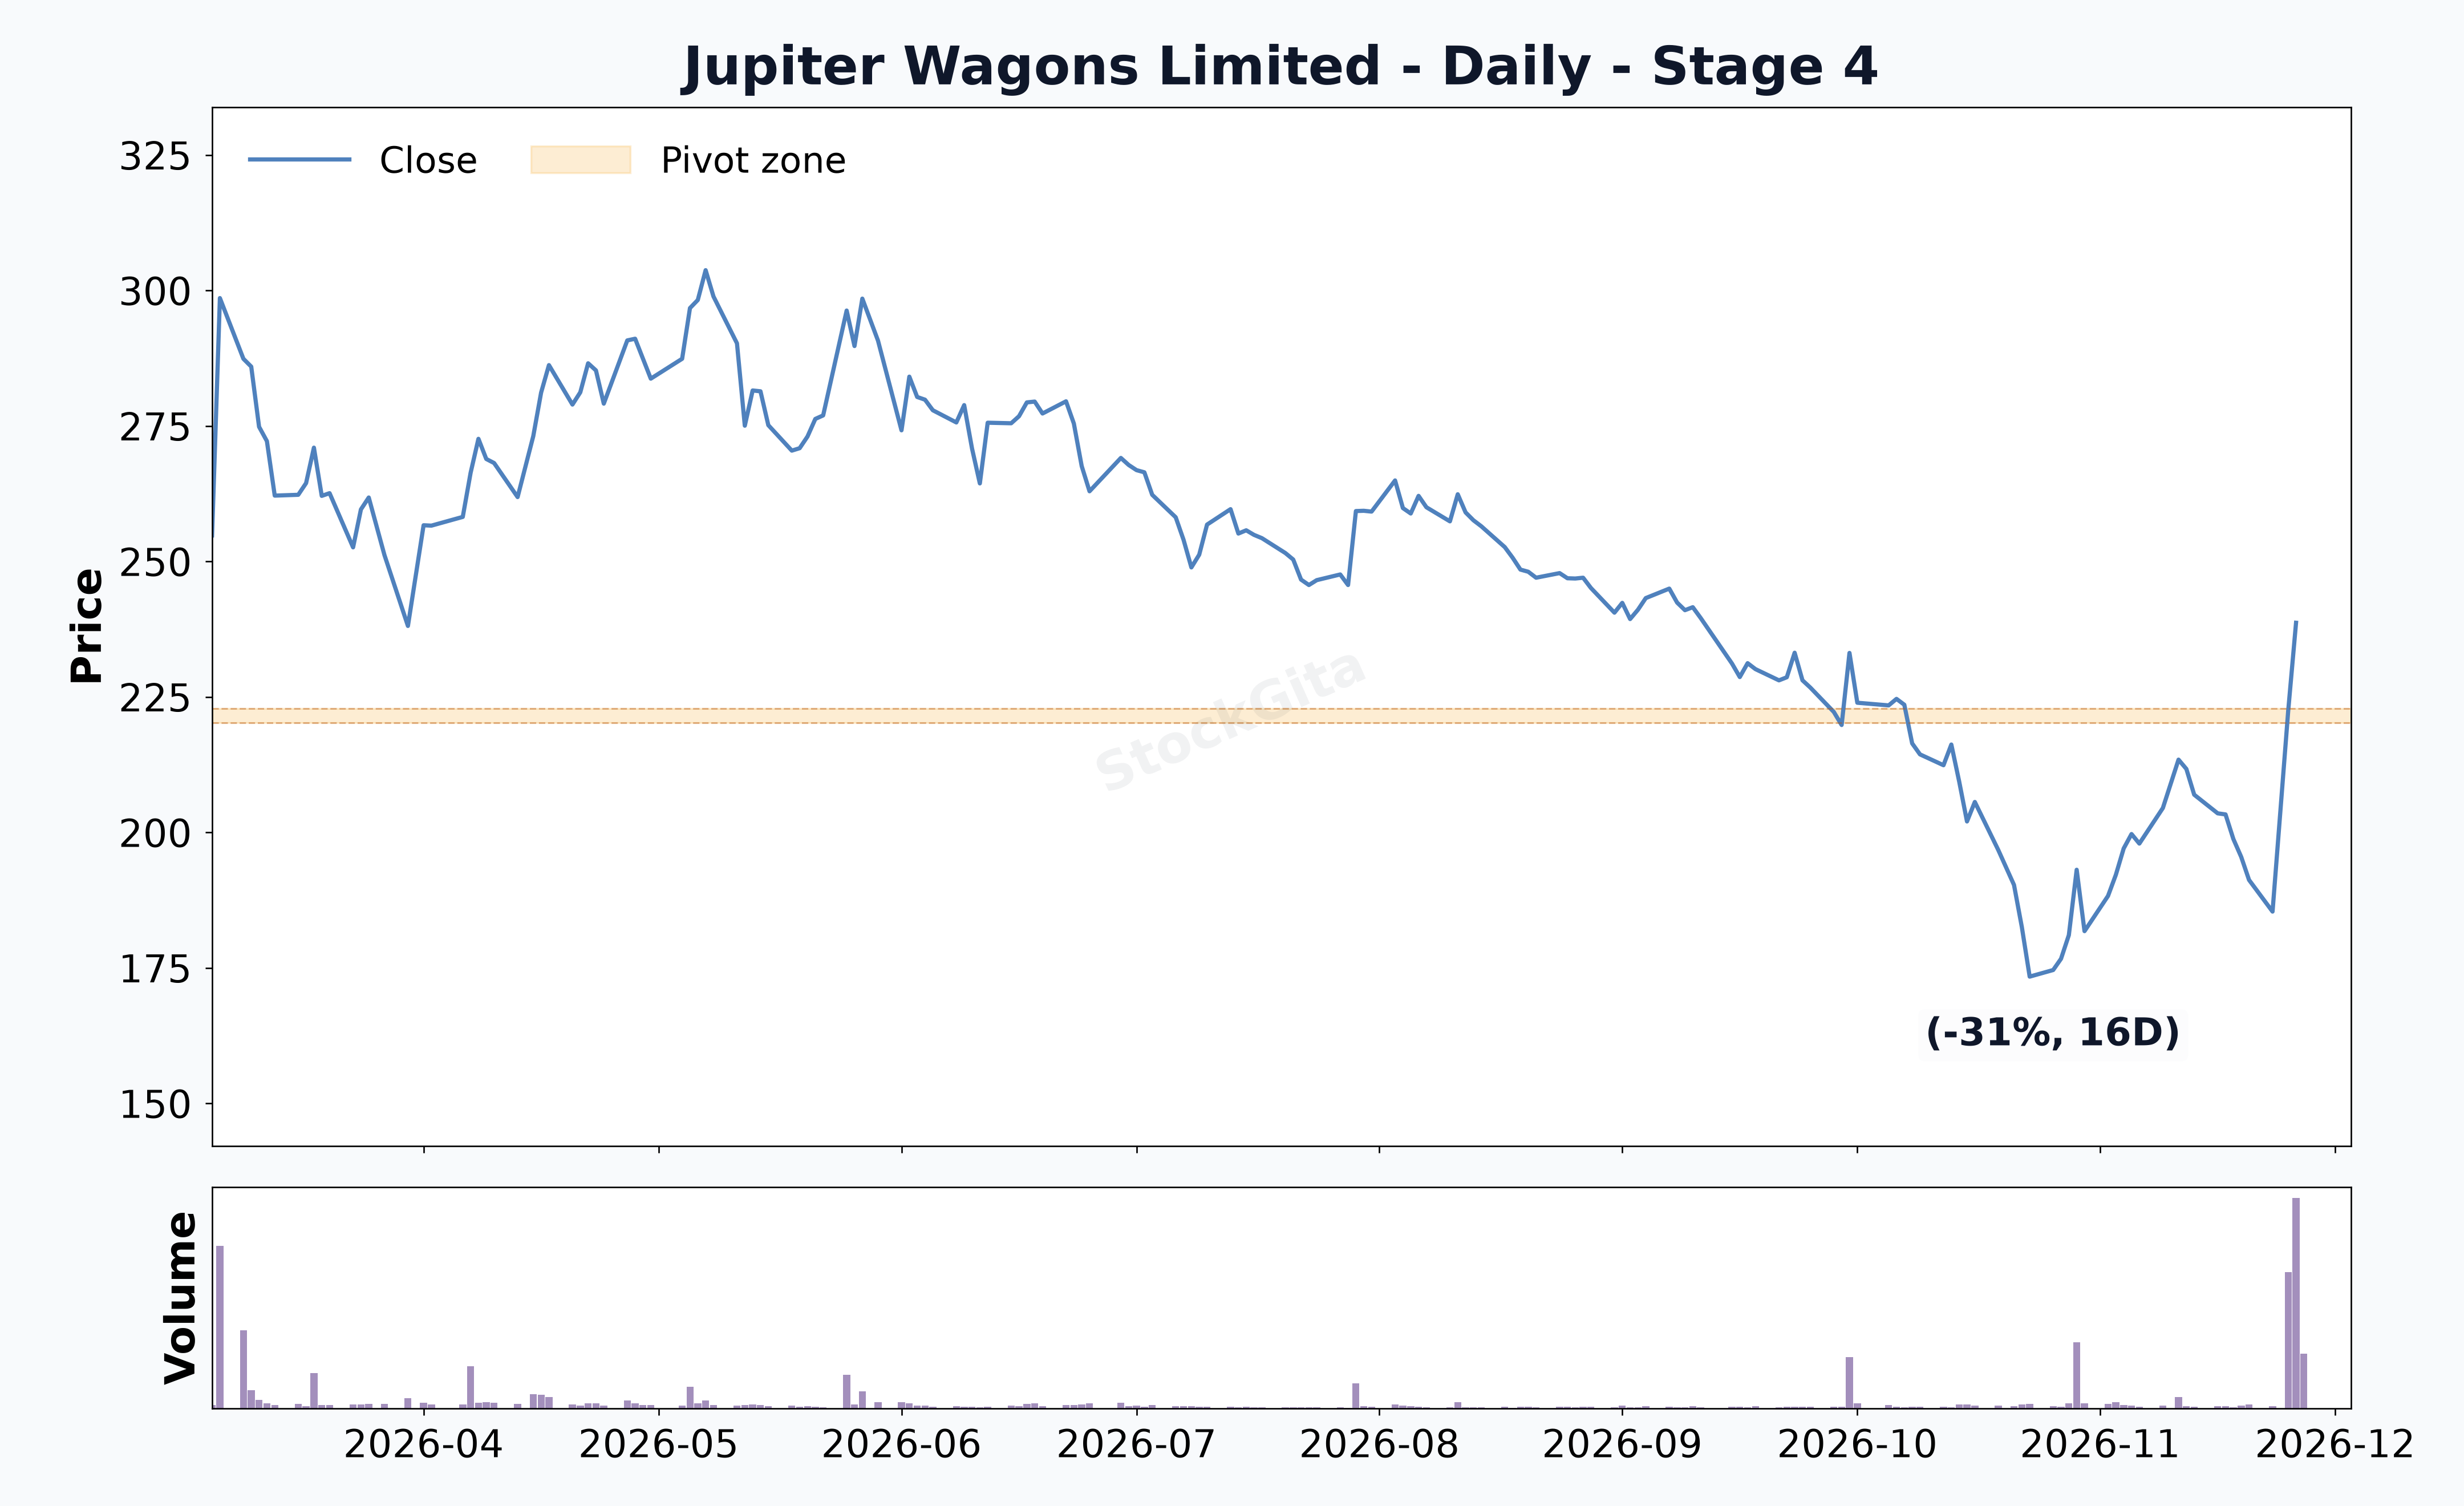 Jupiter Wagons Limited - Daily - Stage 4
Close
Pivot zone
325
300
275
250
225
200
175
150
Price
StockGita
(-31%, 16D)
Volume
2026-04
2026-05
2026-06
2026-07
2026-08
2026-09
2026-10
2026-11
2026-12